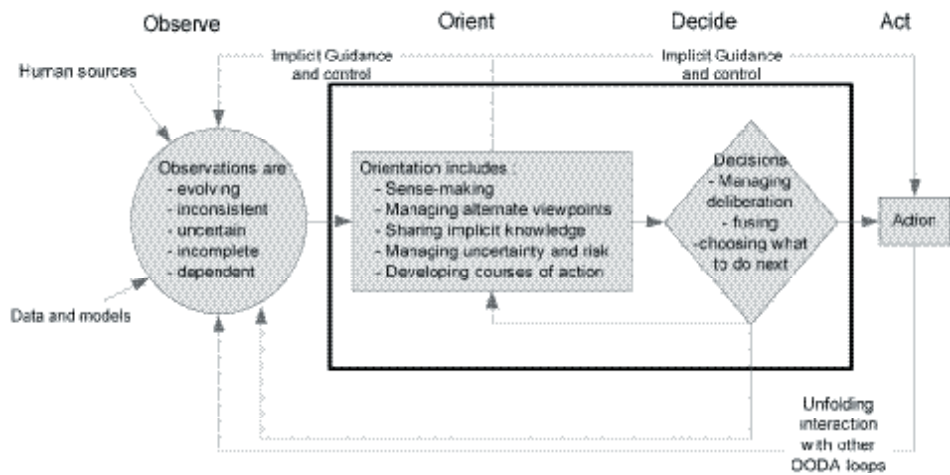 Observe
Orient
Decide
Act
Implicit Guidance
and control
Implicit Guidance
and control
Human sources
Observations are
- evolving
- inconsistent
- uncertain
- incomplete
- dependent
Data and models
Orientation includes :
- Sense-making
- Managing alternate viewpoints
- Sharing implicit knowledge
- Managing uncertainty and risk
- Developing courses of action
Decisions
- Managing
deliberation
- fusing
-choosing what
to do next
Action
Unfolding
interaction
with other
OODA loops